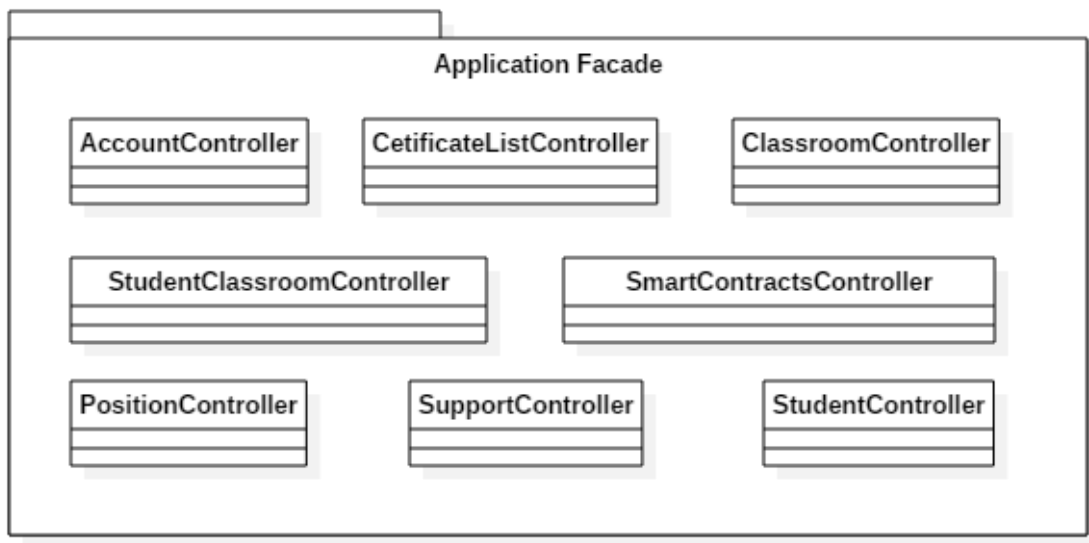 Application Facade
AccountController
CetificateListController
ClassroomController
StudentClassroomController
SmartContractsController
PositionController
SupportController
StudentController